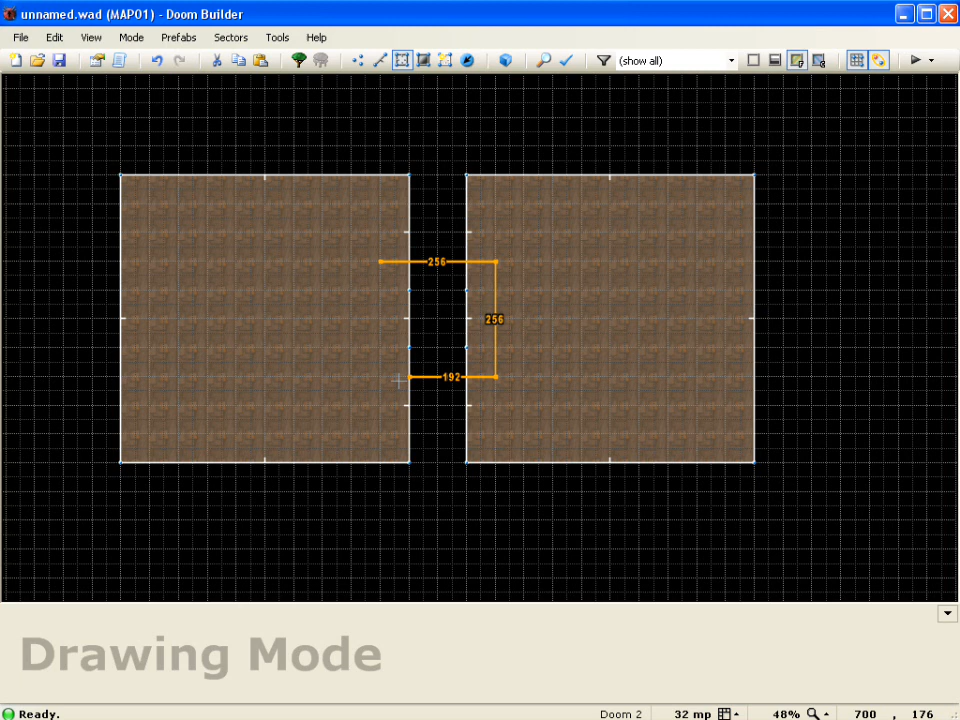 unnamed.wad (MAP01) - Doom Builder
File Edit View Mode Prefabs Sectors Tools Help
(show all)
256
256
192
Drawing Mode
Ready. Doom 2 32 mp 48% 700 , 176